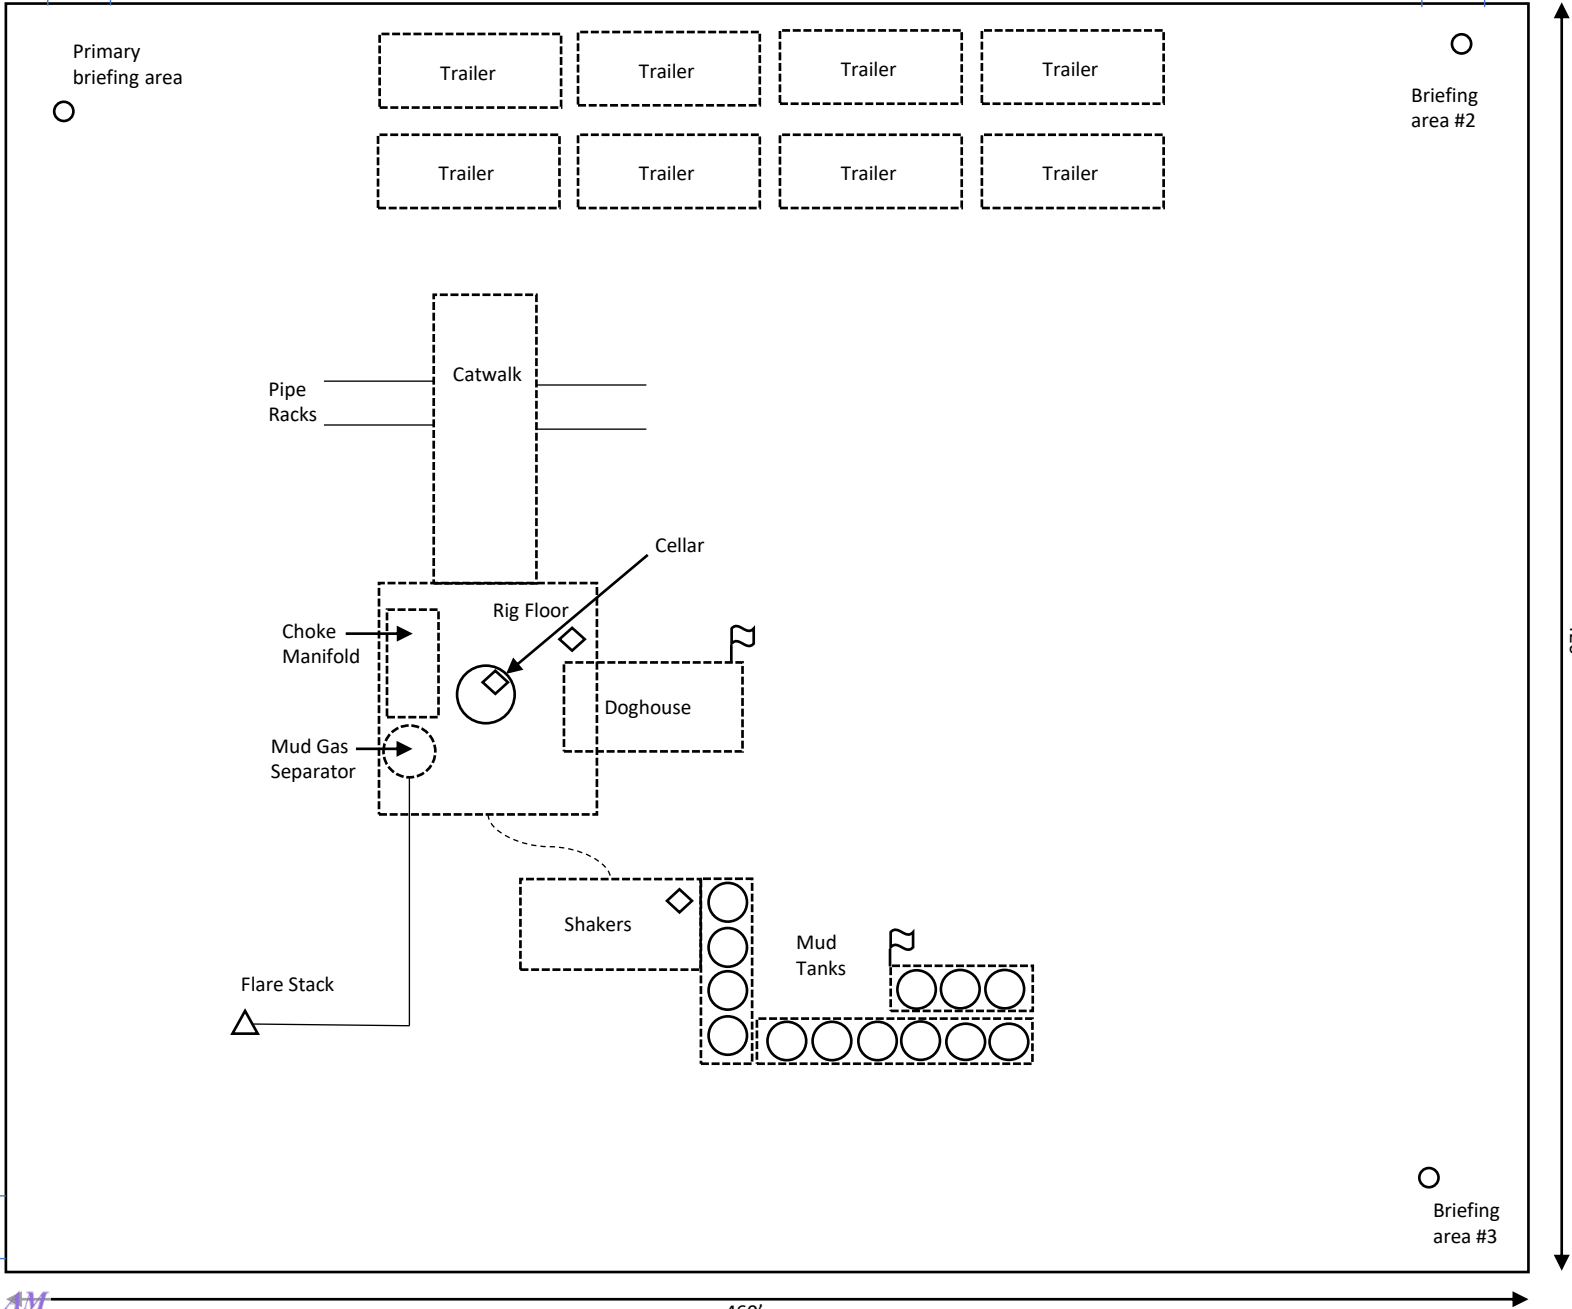 Primary
briefing area
Trailer
Trailer
Trailer
Trailer
Briefing
area #2
Trailer
Trailer
Trailer
Trailer
Catwalk
Pipe
Racks
Cellar
Rig Floor
Choke
Manifold
Doghouse
Mud Gas
Separator
Shakers
Mud
Tanks
Flare Stack
Briefing
area #3
AM